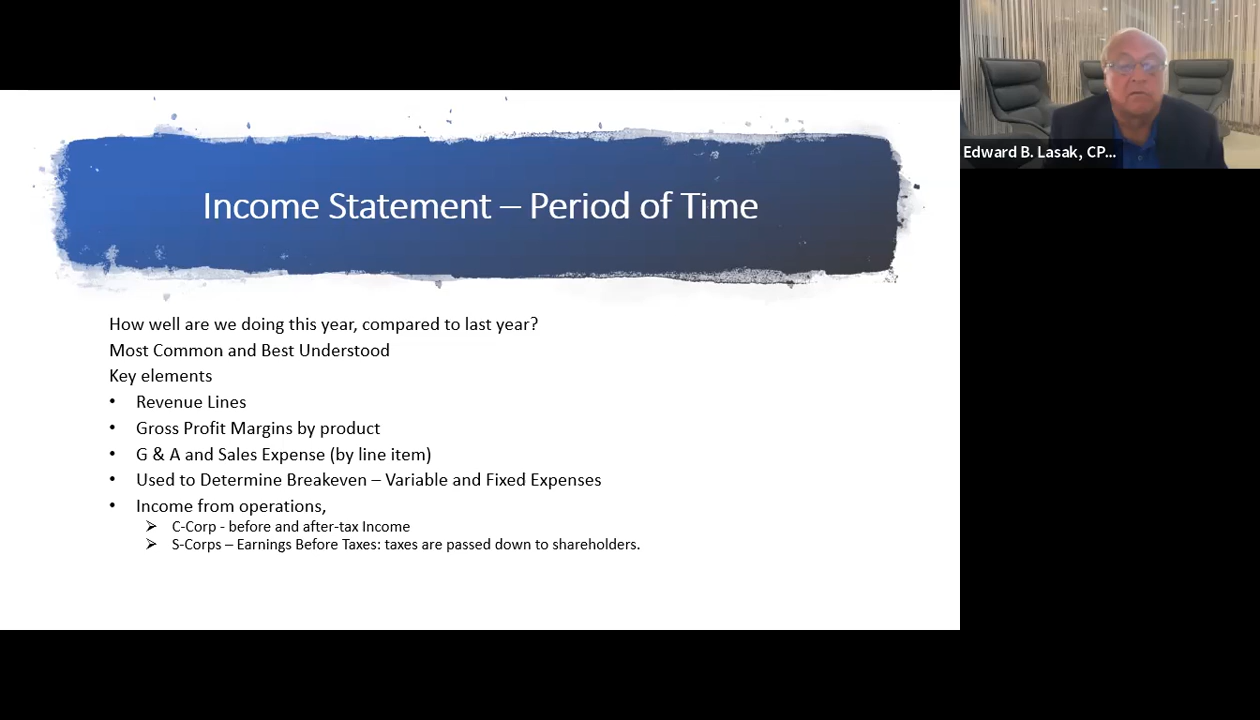 Income Statement – Period of Time
How well are we doing this year, compared to last year?
Most Common and Best Understood
Key elements
• Revenue Lines
• Gross Profit Margins by product
• G & A and Sales Expense (by line item)
• Used to Determine Breakeven – Variable and Fixed Expenses
• Income from operations,
➢ C-Corp - before and after-tax Income
➢ S-Corps – Earnings Before Taxes: taxes are passed down to shareholders.
Edward B. Lasak, CP...